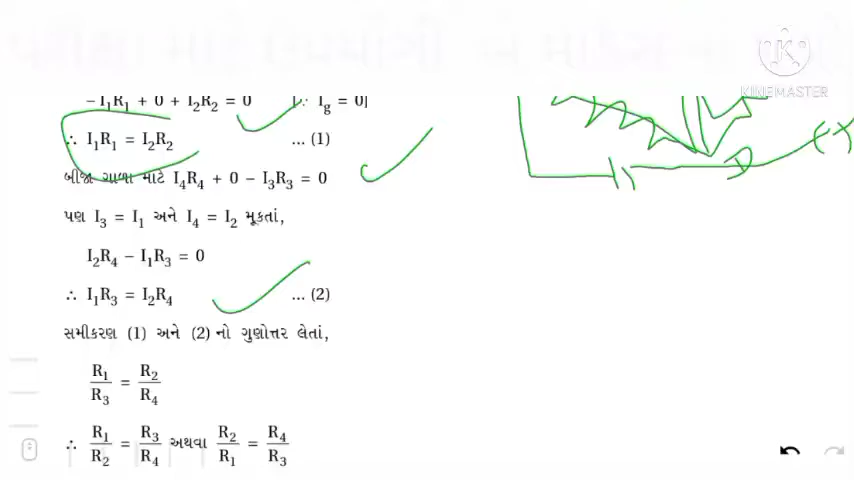 KINEMASTER
– I₁R₁ + 0 + I₂R₂ = 0 [∵ I_g = 0]
∴ I₁R₁ = I₂R₂ ... (1)
બીજા ગાળા માટે I₄R₄ + 0 – I₃R₃ = 0
પણ I₃ = I₁ અને I₄ = I₂ મૂકતાં,
I₂R₄ – I₁R₃ = 0
∴ I₁R₃ = I₂R₄ ... (2)
સમીકરણ (1) અને (2) નો ગુણોત્તર લેતાં,
R₁/R₃ = R₂/R₄
∴ R₁/R₂ = R₃/R₄ અથવા R₂/R₁ = R₄/R₃